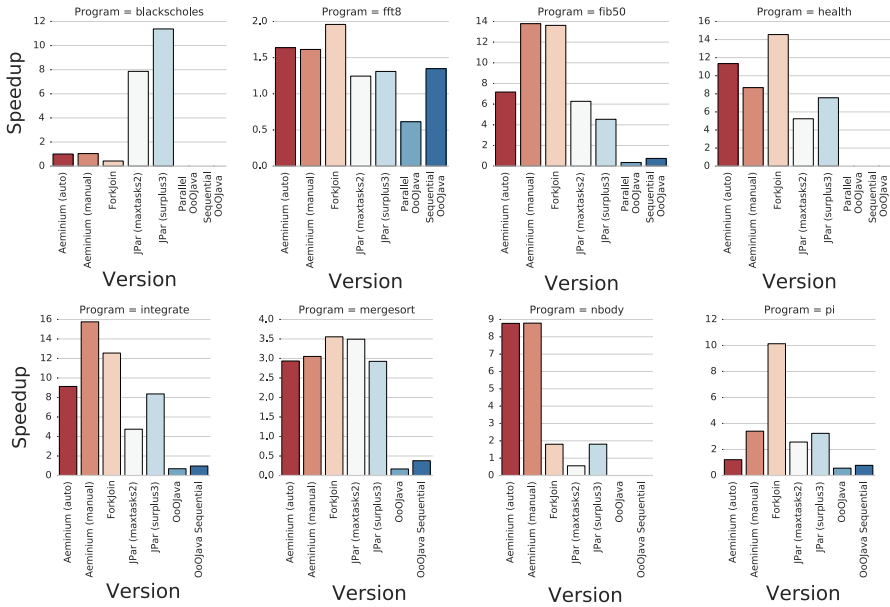 Program = blackscholes
12
10
8
6
4
2
0
Speedup
Aeminium (auto)
Aeminium (manual)
ForkJoin
JPar (maxtasks2)
JPar (surplus3)
Parallel
OoOJava
Sequential
OoOJava
Version
Program = fft8
2.0
1.5
1.0
0.5
0.0
Aeminium (auto)
Aeminium (manual)
ForkJoin
JPar (maxtasks2)
JPar (surplus3)
Parallel
OoOJava
Sequential
OoOJava
Version
Program = fib50
14
12
10
8
6
4
2
0
Aeminium (auto)
Aeminium (manual)
ForkJoin
JPar (maxtasks2)
JPar (surplus3)
Parallel
OoOJava
Sequential
OoOJava
Version
Program = health
16
14
12
10
8
6
4
2
0
Aeminium (auto)
Aeminium (manual)
ForkJoin
JPar (maxtasks2)
JPar (surplus3)
Parallel
OoOJava
Sequential
OoOJava
Version
Program = integrate
16
14
12
10
8
6
4
2
0
Speedup
Aeminium (auto)
Aeminium (manual)
ForkJoin
JPar (maxtasks2)
JPar (surplus3)
OoOJava
OoOJava Sequential
Version
Program = mergesort
4.0
3.5
3.0
2.5
2.0
1.5
1.0
0.5
0.0
Aeminium (auto)
Aeminium (manual)
ForkJoin
JPar (maxtasks2)
JPar (surplus3)
OoOJava
OoOJava Sequential
Version
Program = nbody
9
8
7
6
5
4
3
2
1
0
Aeminium (auto)
Aeminium (manual)
ForkJoin
JPar (maxtasks2)
JPar (surplus3)
OoOJava
OoOJava Sequential
Version
Program = pi
12
10
8
6
4
2
0
Aeminium (auto)
Aeminium (manual)
ForkJoin
JPar (maxtasks2)
JPar (surplus3)
OoOJava
OoOJava Sequential
Version